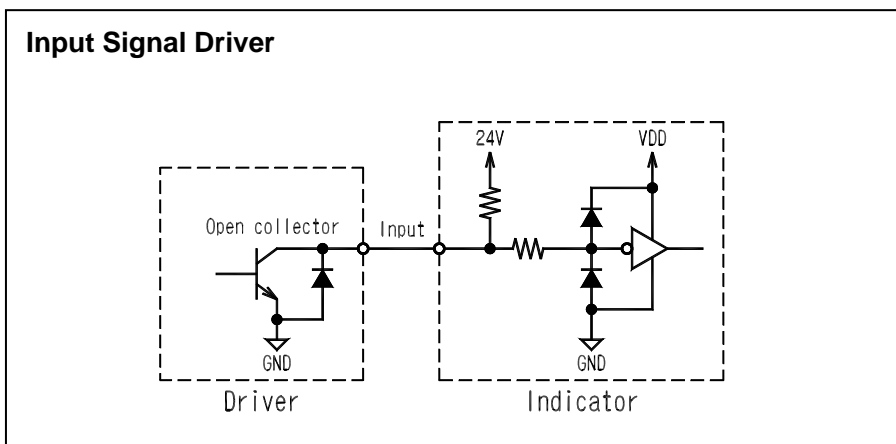 Input Signal Driver
24V
VDD
Open collector
Input
GND
GND
Driver
Indicator